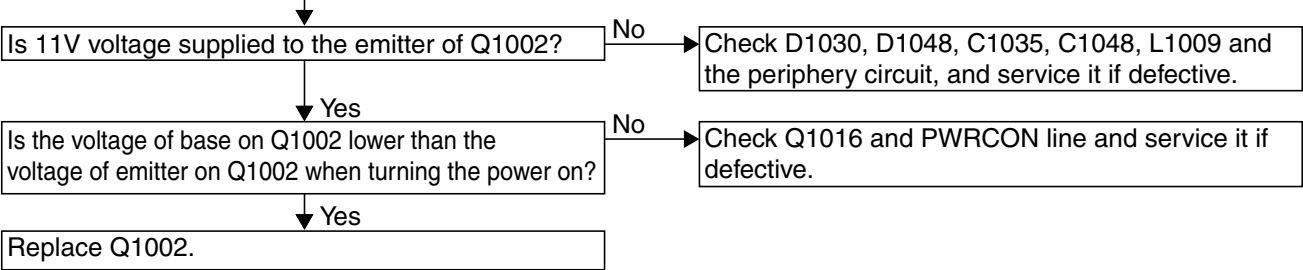 Is 11V voltage supplied to the emitter of Q1002?
No
Check D1030, D1048, C1035, C1048, L1009 and
the periphery circuit, and service it if defective.
Yes
Is the voltage of base on Q1002 lower than the
voltage of emitter on Q1002 when turning the power on?
No
Check Q1016 and PWRCON line and service it if
defective.
Yes
Replace Q1002.